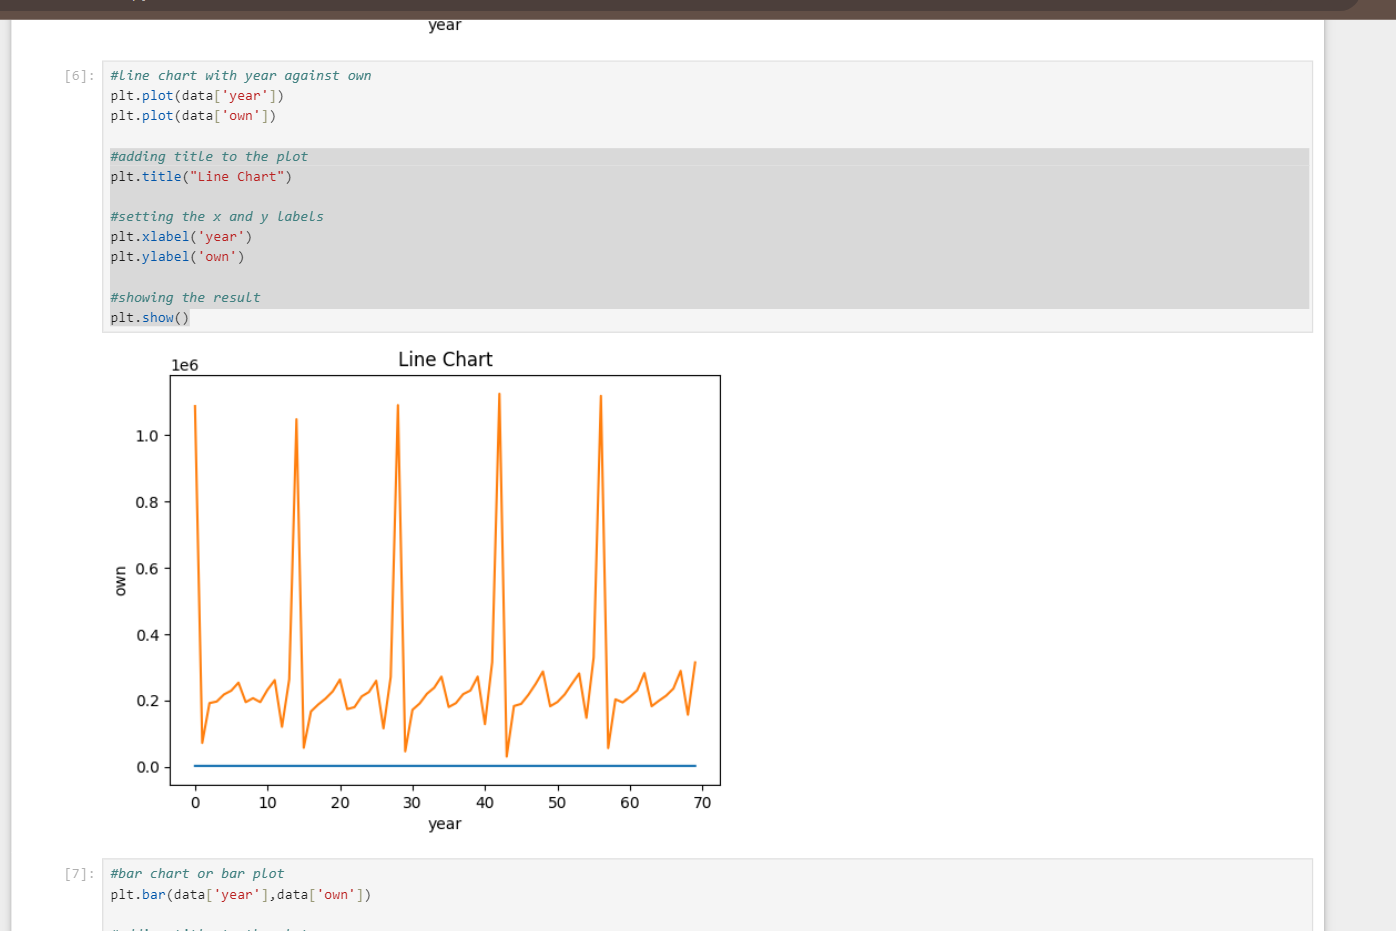 year
[6]:
#line chart with year against own
plt.plot(data['year'])
plt.plot(data['own'])
#adding title to the plot
plt.title("Line Chart")
#setting the x and y labels
plt.xlabel('year')
plt.ylabel('own')
#showing the result
plt.show()
Line Chart
1e6
1.0
0.8
0.6
0.4
0.2
0.0
own
0 10 20 30 40 50 60 70
year
[7]:
#bar chart or bar plot
plt.bar(data['year'],data['own'])